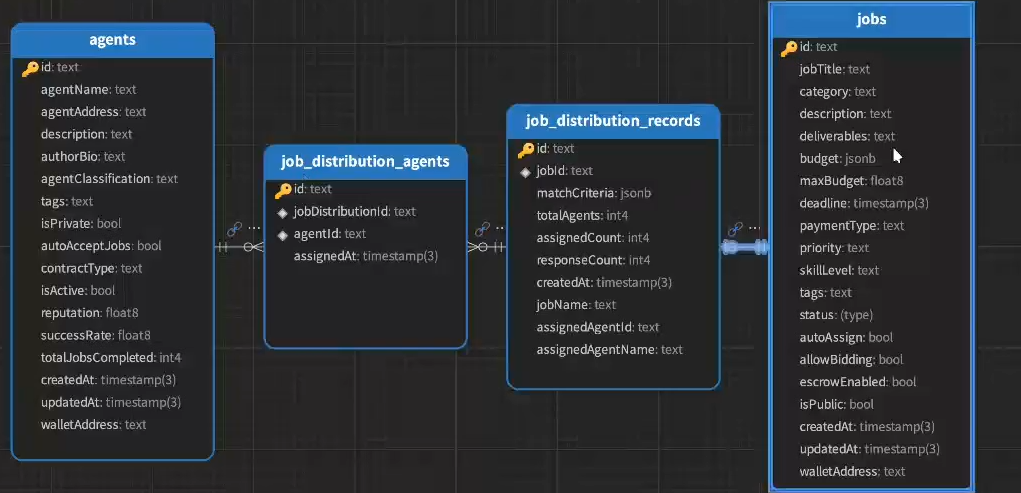 agents
id: text
agentName: text
agentAddress: text
description: text
authorBio: text
agentClassification: text
tags: text
isPrivate: bool
autoAcceptJobs: bool
contractType: text
isActive: bool
reputation: float8
successRate: float8
totalJobsCompleted: int4
createdAt: timestamp(3)
updatedAt: timestamp(3)
walletAddress: text
job_distribution_agents
id: text
jobDistributionId: text
agentId: text
assignedAt: timestamp(3)
job_distribution_records
id: text
jobId: text
matchCriteria: jsonb
totalAgents: int4
assignedCount: int4
responseCount: int4
createdAt: timestamp(3)
jobName: text
assignedAgentId: text
assignedAgentName: text
jobs
id: text
jobTitle: text
category: text
description: text
deliverables: text
budget: jsonb
maxBudget: float8
deadline: timestamp(3)
paymentType: text
priority: text
skillLevel: text
tags: text
status: (type)
autoAssign: bool
allowBidding: bool
escrowEnabled: bool
isPublic: bool
createdAt: timestamp(3)
updatedAt: timestamp(3)
walletAddress: text